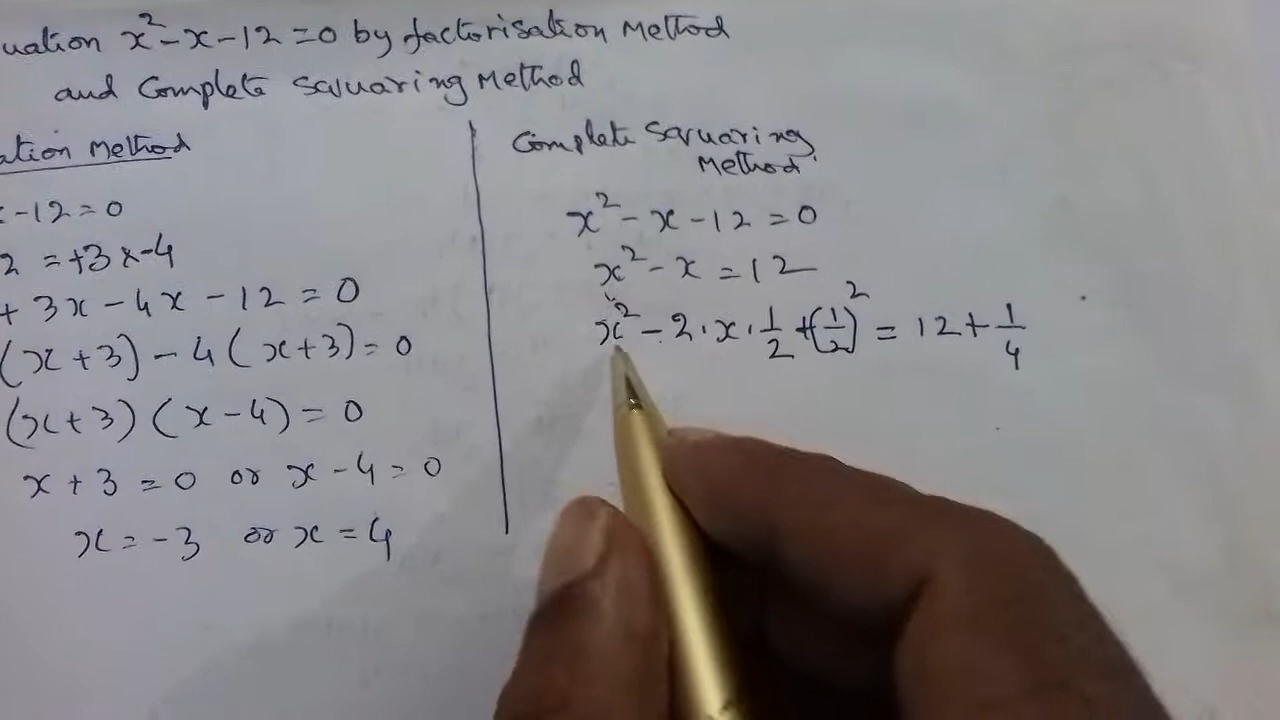 uation x²-x-12=0 by factorisation Method
and Complete Squaring Method
ation Method
-12=0
2 =+3x-4
+ 3x-4x-12=0
(x+3)-4(x+3)=0
(x+3)(x-4)=0
x+3=0 or x-4=0
x=-3 or x=4
Complete Squaring
Method
x²-x-12=0
x²-x=12
x²-2·x·1/2+(1/2)²=12+1/4